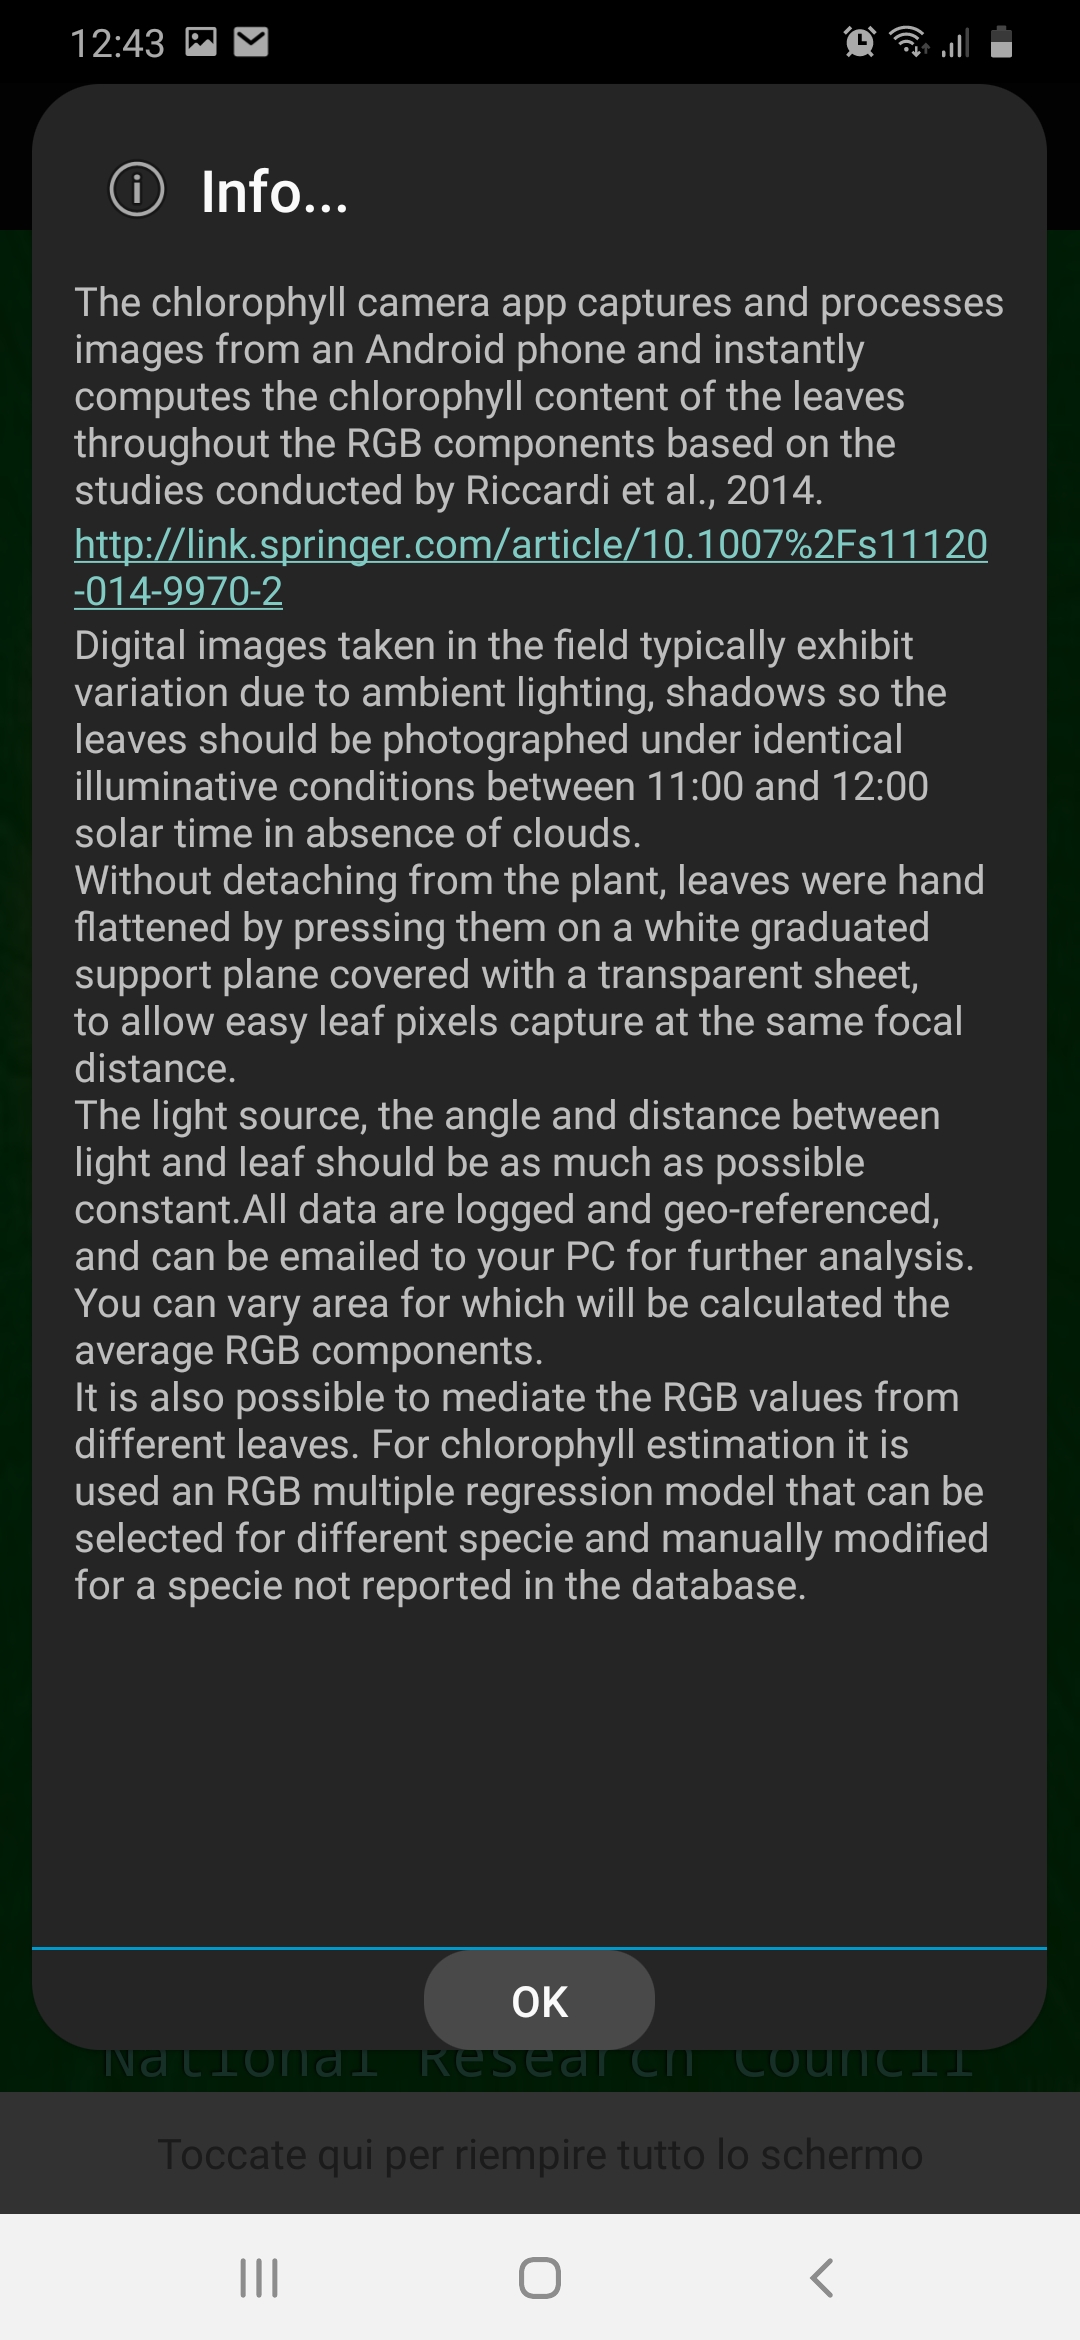 12:43
Info...
The chlorophyll camera app captures and processes
images from an Android phone and instantly
computes the chlorophyll content of the leaves
throughout the RGB components based on the
studies conducted by Riccardi et al., 2014.
http://link.springer.com/article/10.1007%2Fs11120
-014-9970-2
Digital images taken in the field typically exhibit
variation due to ambient lighting, shadows so the
leaves should be photographed under identical
illuminative conditions between 11:00 and 12:00
solar time in absence of clouds.
Without detaching from the plant, leaves were hand
flattened by pressing them on a white graduated
support plane covered with a transparent sheet,
to allow easy leaf pixels capture at the same focal
distance.
The light source, the angle and distance between
light and leaf should be as much as possible
constant.All data are logged and geo-referenced,
and can be emailed to your PC for further analysis.
You can vary area for which will be calculated the
average RGB components.
It is also possible to mediate the RGB values from
different leaves. For chlorophyll estimation it is
used an RGB multiple regression model that can be
selected for different specie and manually modified
for a specie not reported in the database.
OK
National Research Council
Toccate qui per riempire tutto lo schermo